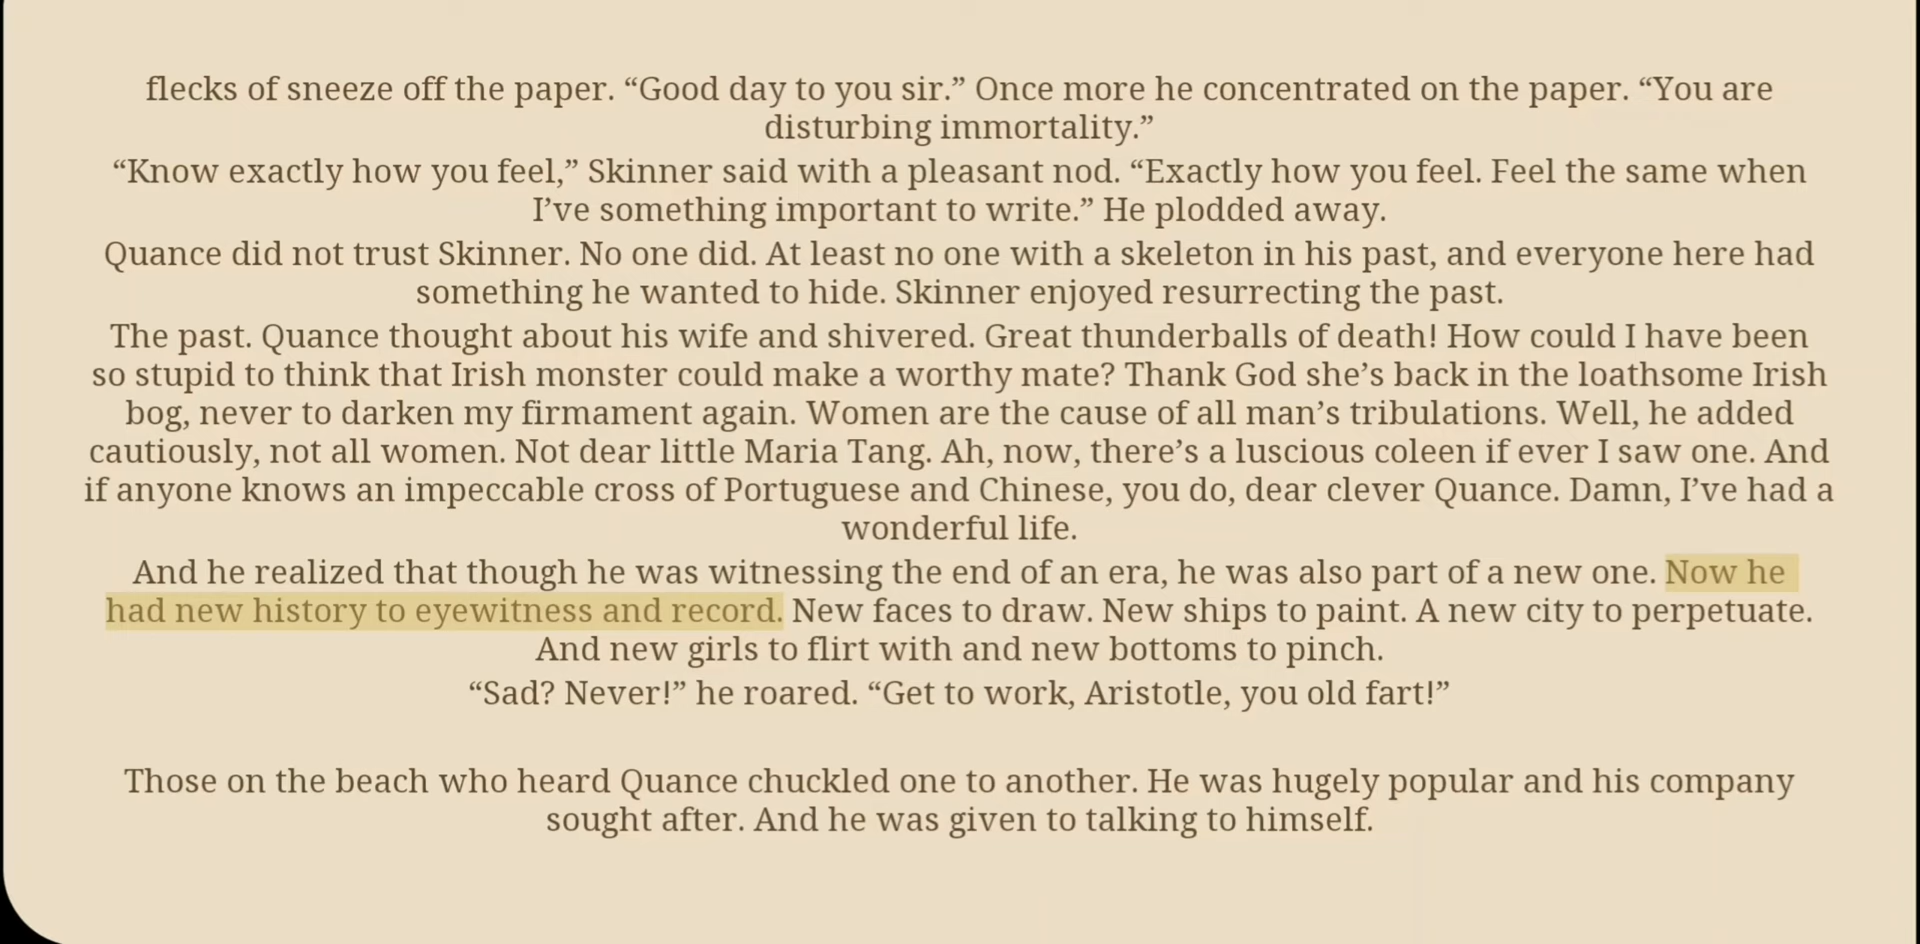 flecks of sneeze off the paper. “Good day to you sir.” Once more he concentrated on the paper. “You are
disturbing immortality.”
“Know exactly how you feel,” Skinner said with a pleasant nod. “Exactly how you feel. Feel the same when
I’ve something important to write.” He plodded away.
Quance did not trust Skinner. No one did. At least no one with a skeleton in his past, and everyone here had
something he wanted to hide. Skinner enjoyed resurrecting the past.
The past. Quance thought about his wife and shivered. Great thunderballs of death! How could I have been
so stupid to think that Irish monster could make a worthy mate? Thank God she’s back in the loathsome Irish
bog, never to darken my firmament again. Women are the cause of all man’s tribulations. Well, he added
cautiously, not all women. Not dear little Maria Tang. Ah, now, there’s a luscious coleen if ever I saw one. And
if anyone knows an impeccable cross of Portuguese and Chinese, you do, dear clever Quance. Damn, I’ve had a
wonderful life.
And he realized that though he was witnessing the end of an era, he was also part of a new one. Now he
had new history to eyewitness and record. New faces to draw. New ships to paint. A new city to perpetuate.
And new girls to flirt with and new bottoms to pinch.
“Sad? Never!” he roared. “Get to work, Aristotle, you old fart!”
Those on the beach who heard Quance chuckled one to another. He was hugely popular and his company
sought after. And he was given to talking to himself.